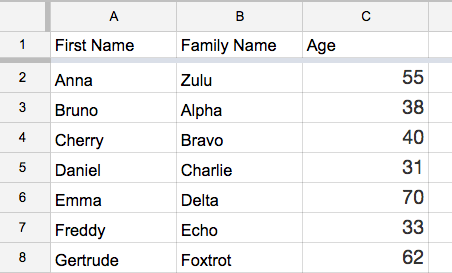 A B C
1 First Name Family Name Age
2 Anna Zulu 55
3 Bruno Alpha 38
4 Cherry Bravo 40
5 Daniel Charlie 31
6 Emma Delta 70
7 Freddy Echo 33
8 Gertrude Foxtrot 62